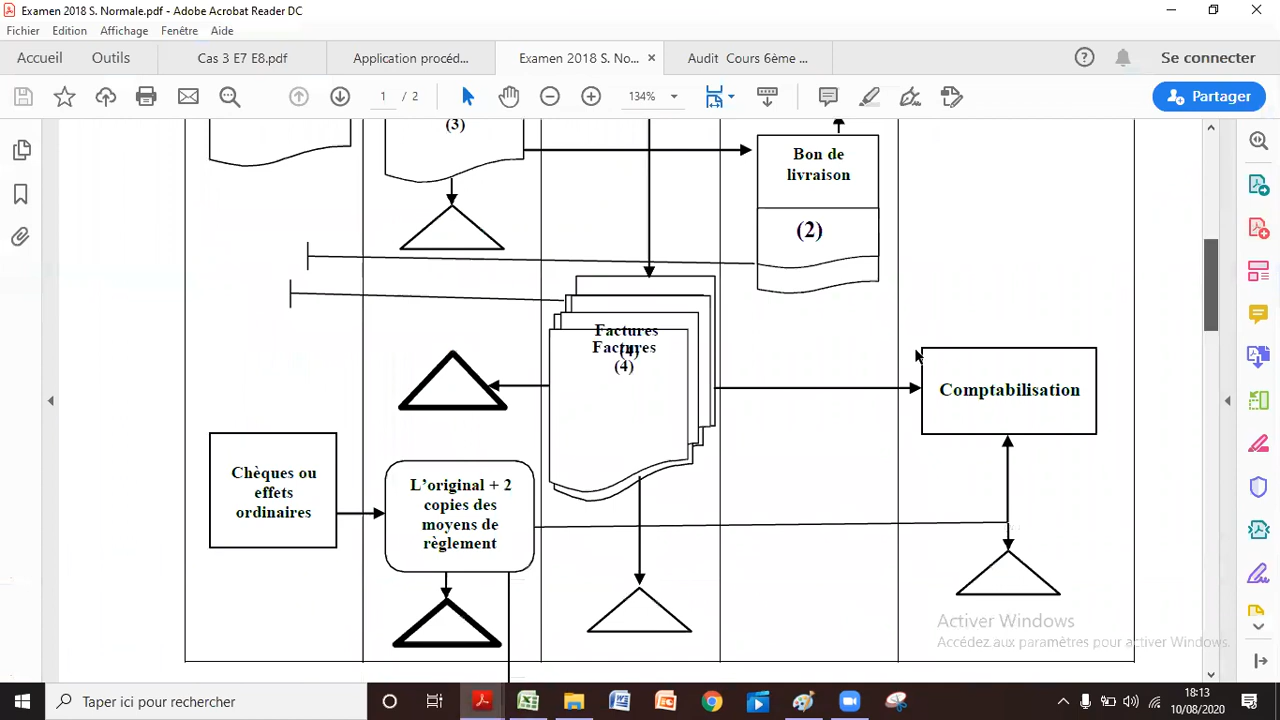 Examen 2018 S. Normale.pdf - Adobe Acrobat Reader DC
Fichier Edition Affichage Fenêtre Aide
Accueil Outils Cas 3 E7 E8.pdf Application procéd... Examen 2018 S. No... × Audit Cours 6ème ... Se connecter
1 / 2 134% Partager
(3)
Bon de
livraison
(2)
Factures
Factures
(4)
(4)
Comptabilisation
Chèques ou
effets
ordinaires
L'original + 2
copies des
moyens de
règlement
Activer Windows
Accédez aux paramètres pour activer Windows.
Taper ici pour rechercher
18:13
10/08/2020